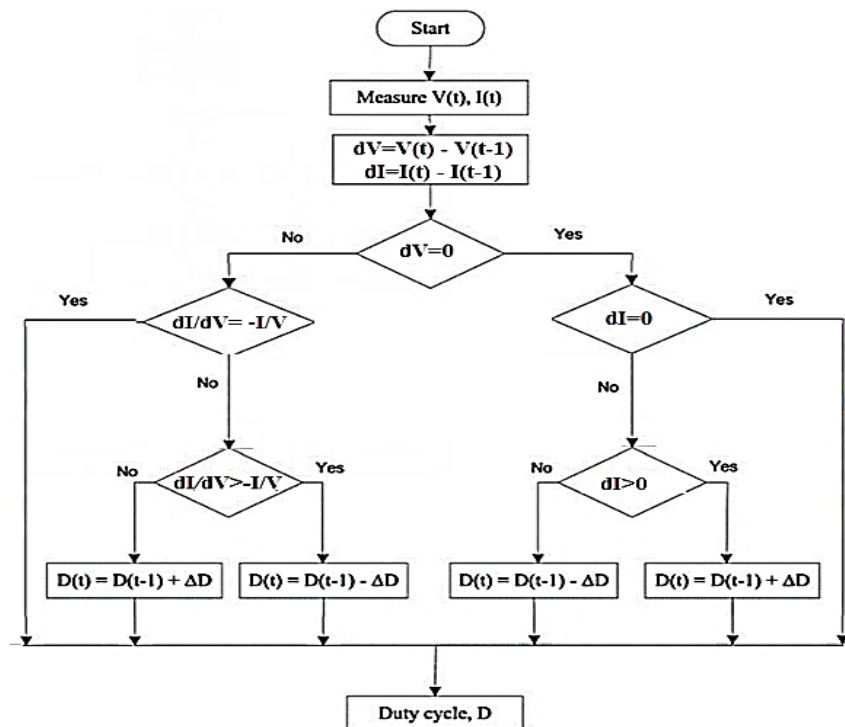 Start
Measure V(t), I(t)
dV=V(t) - V(t-1)
dI=I(t) - I(t-1)
No
Yes
dV=0
Yes
dI/dV= -I/V
dI=0
Yes
No
No
No
dI/dV>-I/V
Yes
No
dI>0
Yes
D(t) = D(t-1) + ΔD
D(t) = D(t-1) - ΔD
D(t) = D(t-1) - ΔD
D(t) = D(t-1) + ΔD
Duty cycle, D